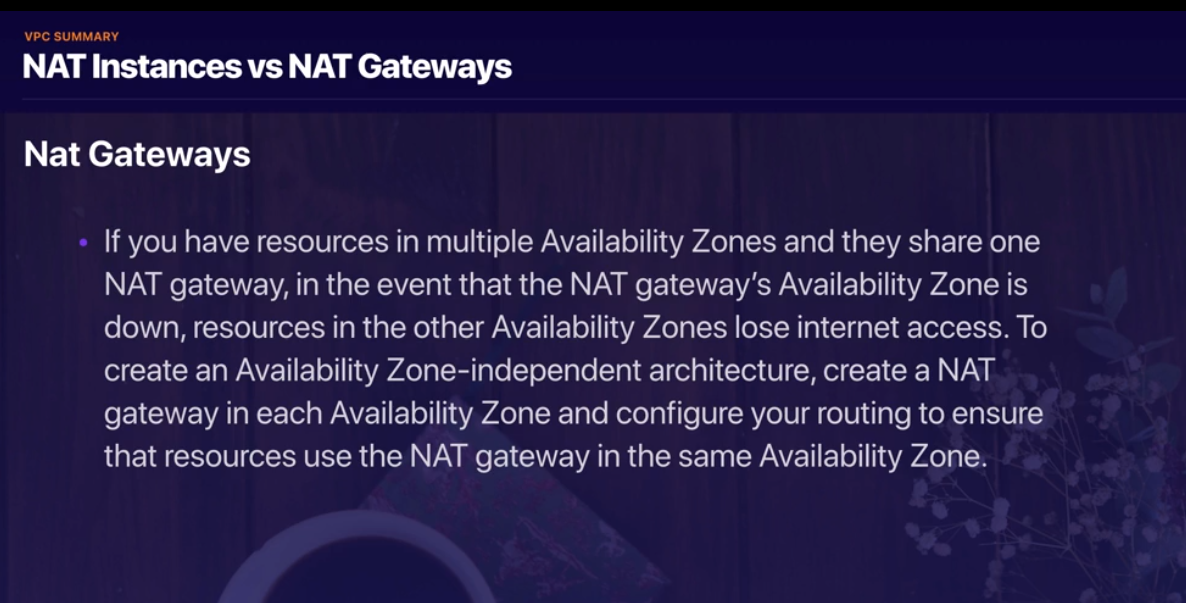 VPC SUMMARY
NAT Instances vs NAT Gateways
Nat Gateways
• If you have resources in multiple Availability Zones and they share one
NAT gateway, in the event that the NAT gateway’s Availability Zone is
down, resources in the other Availability Zones lose internet access. To
create an Availability Zone-independent architecture, create a NAT
gateway in each Availability Zone and configure your routing to ensure
that resources use the NAT gateway in the same Availability Zone.